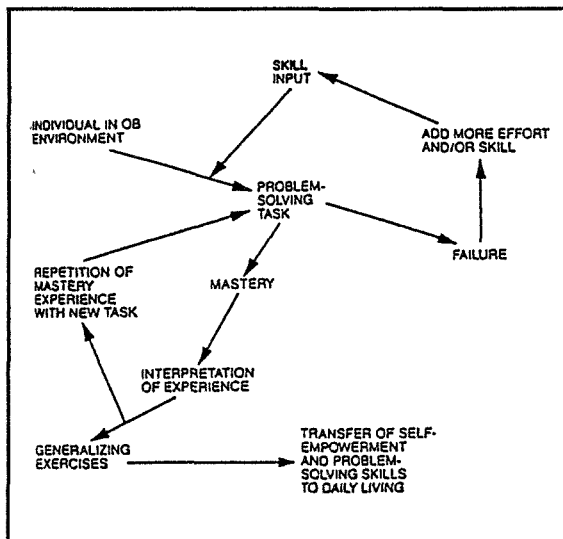 SKILL
INPUT
INDIVIDUAL IN OB
ENVIRONMENT
ADD MORE EFFORT
AND/OR SKILL
PROBLEM-
SOLVING
TASK
FAILURE
REPETITION OF
MASTERY
EXPERIENCE
WITH NEW TASK
MASTERY
INTERPRETATION
OF EXPERIENCE
GENERALIZING
EXERCISES
TRANSFER OF SELF-
EMPOWERMENT
AND PROBLEM-
SOLVING SKILLS
TO DAILY LIVING